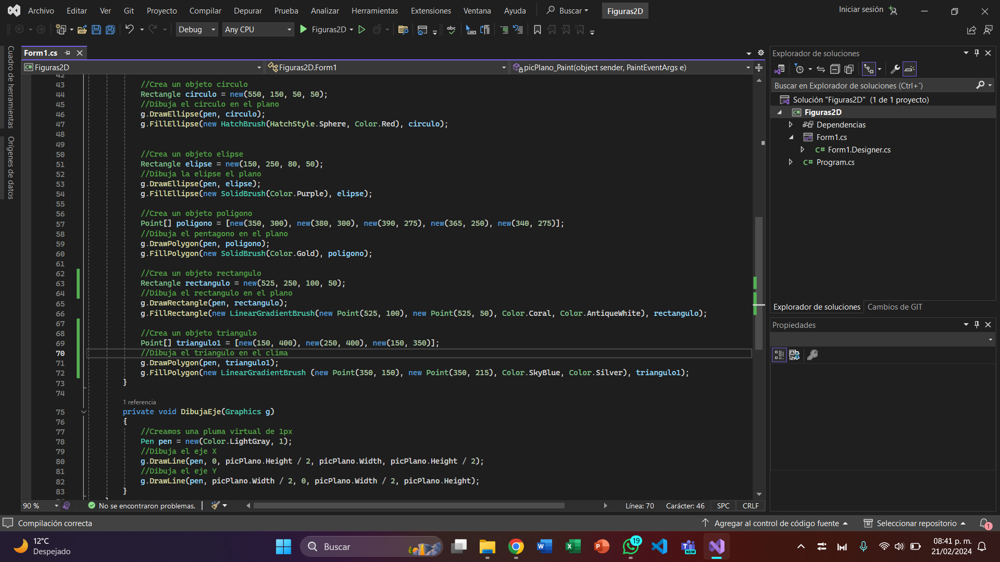 Archivo Editar Ver Git Proyecto Compilar Depurar Prueba Analizar Herramientas Extensiones Ventana Ayuda Buscar Figuras2D Iniciar sesión
Debug Any CPU Figuras2D
Cuadro de herramientas
Orígenes de datos
Form1.cs
Figuras2D Figuras2D.Form1 picPlano_Paint(object sender, PaintEventArgs e)
42
43 //Crea un objeto circulo
44 Rectangle circulo = new(550, 150, 50, 50);
45 //Dibuja el circulo en el plano
46 g.DrawEllipse(pen, circulo);
47 g.FillEllipse(new HatchBrush(HatchStyle.Sphere, Color.Red), circulo);
48
49
50 //Crea un objeto elipse
51 Rectangle elipse = new(150, 250, 80, 50);
52 //Dibuja la elipse el plano
53 g.DrawEllipse(pen, elipse);
54 g.FillEllipse(new SolidBrush(Color.Purple), elipse);
55
56 //Crea un objeto poligono
57 Point[] poligono = [new(350, 300), new(380, 300), new(390, 275), new(365, 250), new(340, 275)];
58 //Dibuja el pentagono en el plano
59 g.DrawPolygon(pen, poligono);
60 g.FillPolygon(new SolidBrush(Color.Gold), poligono);
61
62 //Crea un objeto rectangulo
63 Rectangle rectangulo = new(525, 250, 100, 50);
64 //Dibuja el rectangulo en el plano
65 g.DrawRectangle(pen, rectangulo);
66 g.FillRectangle(new LinearGradientBrush(new Point(525, 100), new Point(525, 50), Color.Coral, Color.AntiqueWhite), rectangulo);
67
68 //Crea un objeto triangulo
69 Point[] triangulo1 = [new(150, 400), new(250, 400), new(150, 350)];
70 //Dibuja el triangulo en el clima
71 g.DrawPolygon(pen, triangulo1);
72 g.FillPolygon(new LinearGradientBrush (new Point(350, 150), new Point(350, 215), Color.SkyBlue, Color.Silver), triangulo1);
73 }
74
1 referencia
75 private void DibujaEje(Graphics g)
76 {
77 //Creamos una pluma virtual de 1px
78 Pen pen = new(Color.LightGray, 1);
79 //Dibuja el eje X
80 g.DrawLine(pen, 0, picPlano.Height / 2, picPlano.Width, picPlano.Height / 2);
81 //Dibuja el eje Y
82 g.DrawLine(pen, picPlano.Width / 2, 0, picPlano.Width / 2, picPlano.Height);
83 }
90 % No se encontraron problemas. Línea: 70 Carácter: 46 SPC CRLF
Explorador de soluciones
Buscar en Explorador de soluciones (Ctrl+´)
Solución "Figuras2D" (1 de 1 proyecto)
Figuras2D
Dependencias
Form1.cs
C# Form1.Designer.cs
C# Program.cs
Explorador de soluciones Cambios de GIT
Propiedades
Compilación correcta Agregar al control de código fuente Seleccionar repositorio 1
12°C
Despejado
Buscar
19
NEW
08:41 p. m.
21/02/2024